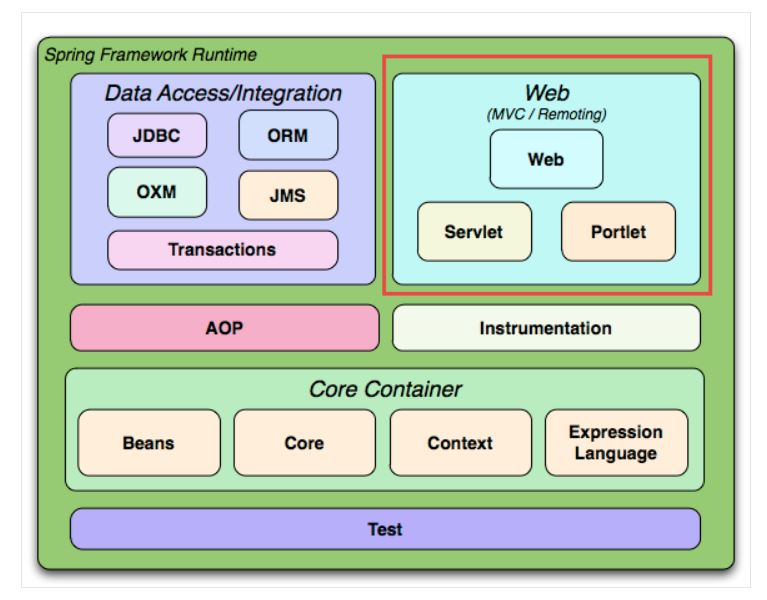 Spring Framework Runtime
Data Access/Integration
JDBC
ORM
OXM
JMS
Transactions
Web
(MVC / Remoting)
Web
Servlet
Portlet
AOP
Instrumentation
Core Container
Beans
Core
Context
Expression
Language
Test